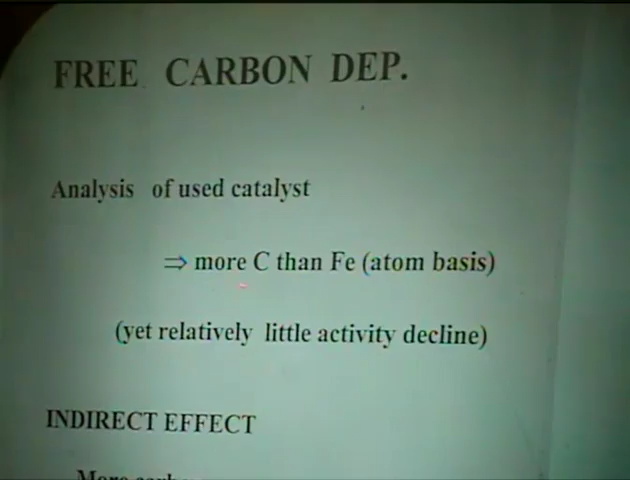 FREE CARBON DEP.
Analysis of used catalyst
⇒ more C than Fe (atom basis)
(yet relatively little activity decline)
INDIRECT EFFECT
More